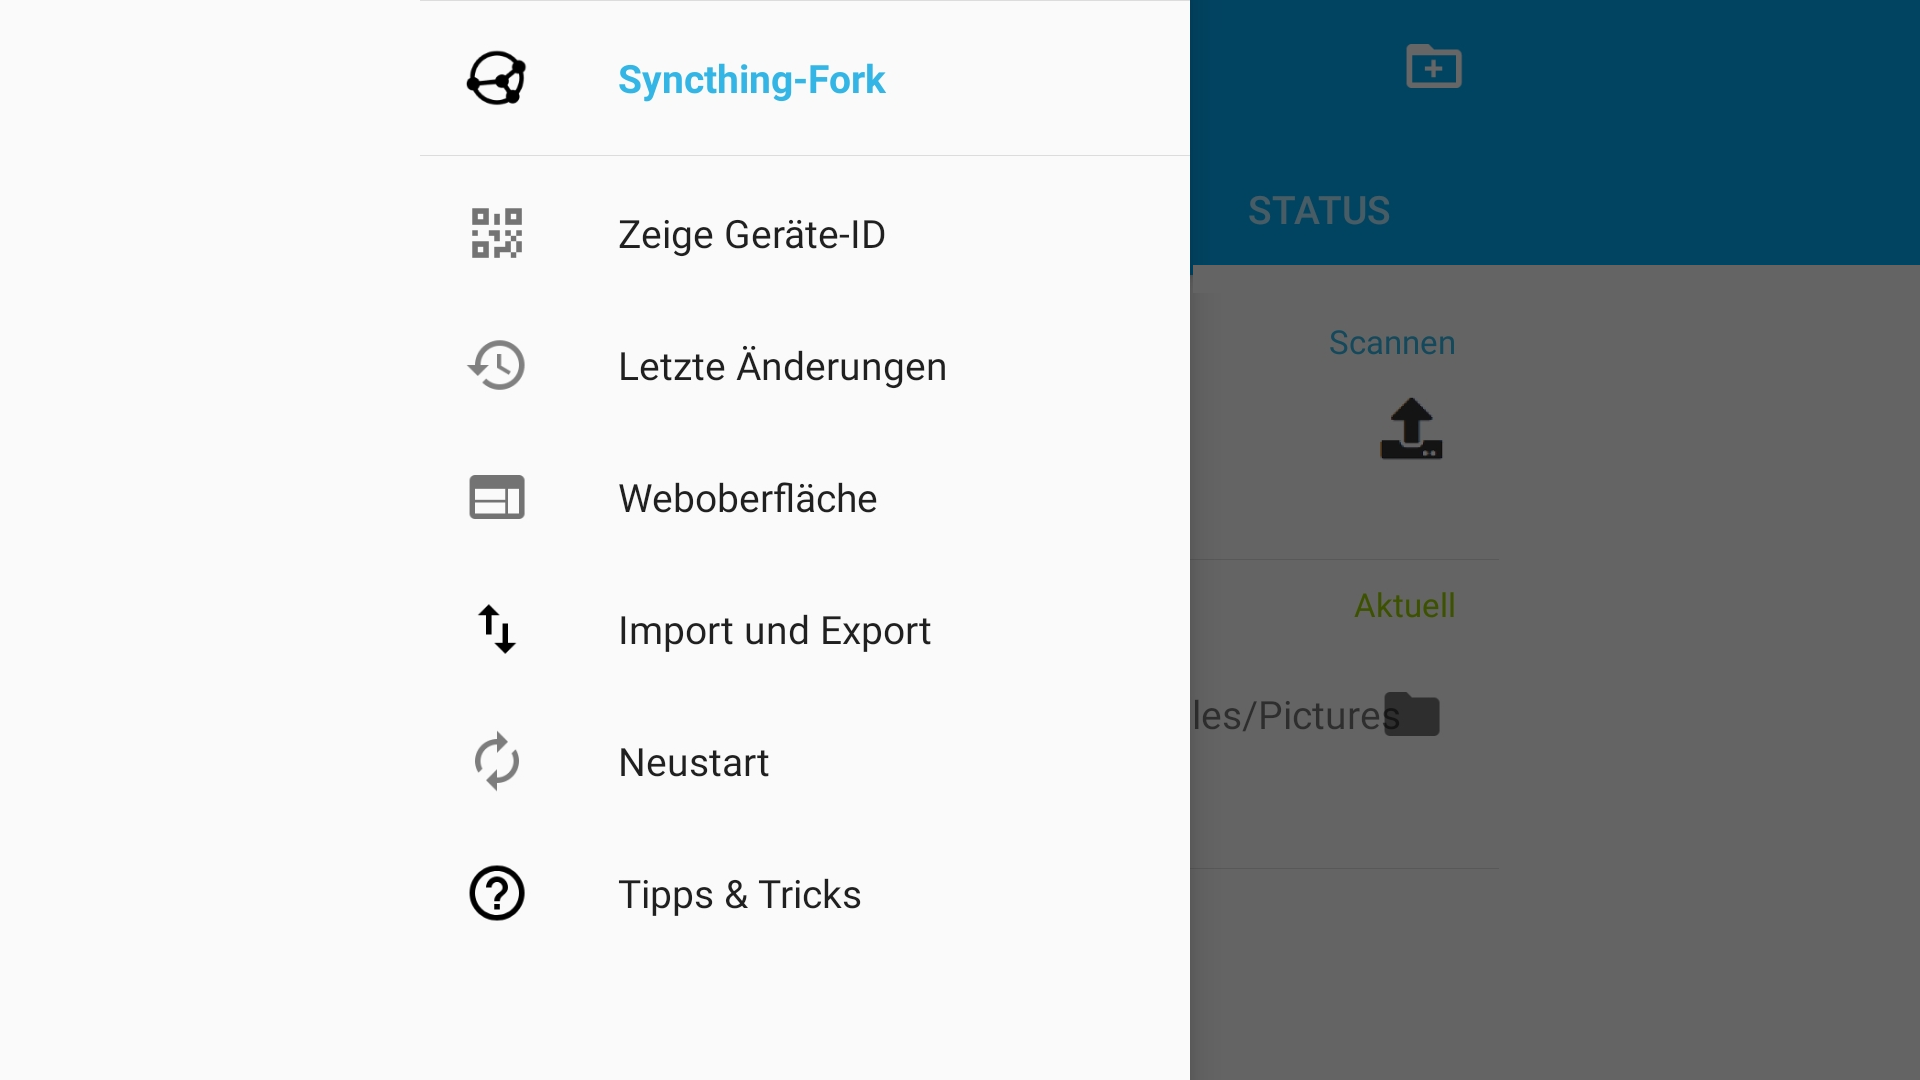 Syncthing-Fork
Zeige Geräte-ID
Letzte Änderungen
Weboberfläche
Import und Export
Neustart
Tipps & Tricks
STATUS
Scannen
Aktuell
les/Pictures